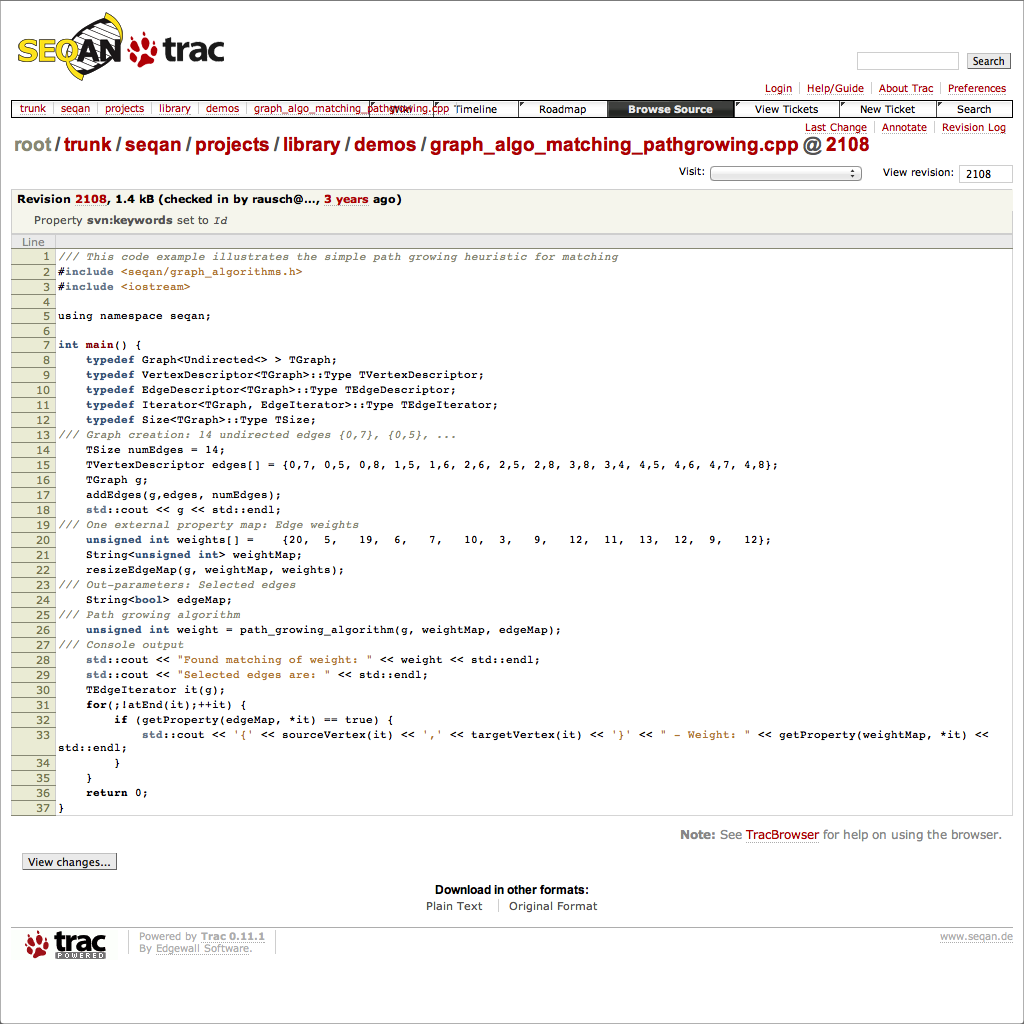 SEQAN trac
Search
Login Help/Guide About Trac Preferences
trunk seqan projects library demos graph_algo_matching_pathgrowing.cpp Wiki Timeline Roadmap Browse Source View Tickets New Ticket Search
Last Change Annotate Revision Log
root/trunk/seqan/projects/library/demos/graph_algo_matching_pathgrowing.cpp @ 2108
Visit: View revision: 2108
Revision 2108, 1.4 kB (checked in by rausch@..., 3 years ago)
Property svn:keywords set to Id
Line
1 /// This code example illustrates the simple path growing heuristic for matching
2 #include <seqan/graph_algorithms.h>
3 #include <iostream>
4
5 using namespace seqan;
6
7 int main() {
8     typedef Graph<Undirected<> > TGraph;
9     typedef VertexDescriptor<TGraph>::Type TVertexDescriptor;
10     typedef EdgeDescriptor<TGraph>::Type TEdgeDescriptor;
11     typedef Iterator<TGraph, EdgeIterator>::Type TEdgeIterator;
12     typedef Size<TGraph>::Type TSize;
13 /// Graph creation: 14 undirected edges {0,7}, {0,5}, ...
14     TSize numEdges = 14;
15     TVertexDescriptor edges[] = {0,7, 0,5, 0,8, 1,5, 1,6, 2,6, 2,5, 2,8, 3,8, 3,4, 4,5, 4,6, 4,7, 4,8};
16     TGraph g;
17     addEdges(g,edges, numEdges);
18     std::cout << g << std::endl;
19 /// One external property map: Edge weights
20     unsigned int weights[] =    {20,  5,   19,  6,   7,   10,  3,   9,   12,  11,  13,  12,  9,   12};
21     String<unsigned int> weightMap;
22     resizeEdgeMap(g, weightMap, weights);
23 /// Out-parameters: Selected edges
24     String<bool> edgeMap;
25 /// Path growing algorithm
26     unsigned int weight = path_growing_algorithm(g, weightMap, edgeMap);
27 /// Console output
28     std::cout << "Found matching of weight: " << weight << std::endl;
29     std::cout << "Selected edges are: " << std::endl;
30     TEdgeIterator it(g);
31     for(;!atEnd(it);++it) {
32         if (getProperty(edgeMap, *it) == true) {
33             std::cout << '{' << sourceVertex(it) << ',' << targetVertex(it) << '}' << " - Weight: " << getProperty(weightMap, *it) <<
std::endl;
34         }
35     }
36     return 0;
37 }
Note: See TracBrowser for help on using the browser.
View changes...
Download in other formats:
Plain Text Original Format
trac POWERED
Powered by Trac 0.11.1
By Edgewall Software.
www.seqan.de